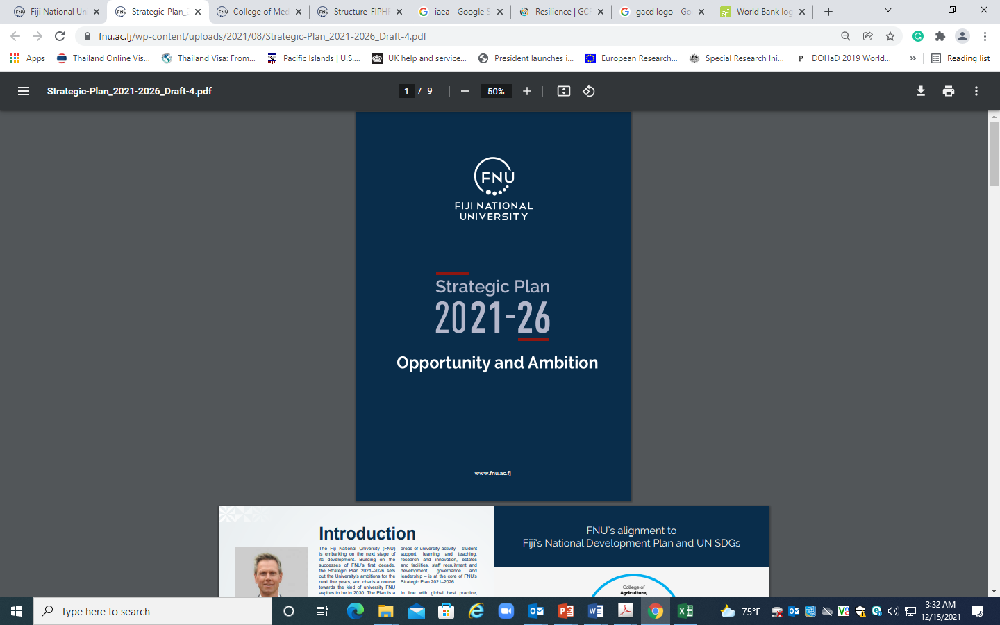 Fiji National Un
Strategic-Plan_2
College of Med
Structure-FIPHR
iaea - Google S
Resilience | GCF
gacd logo - Go
World Bank log
fnu.ac.fj/wp-content/uploads/2021/08/Strategic-Plan_2021-2026_Draft-4.pdf
Apps
Thailand Online Vis...
Thailand Visa: From...
Pacific Islands | U.S....
UK help and service...
President launches i...
European Research...
Special Research Ini...
DOHaD 2019 World...
»
Reading list
Strategic-Plan_2021-2026_Draft-4.pdf
1 / 9
50%
FNU
FIJI NATIONAL
UNIVERSITY
Strategic Plan
2021-26
Opportunity and Ambition
www.fnu.ac.fj
Introduction
The Fiji National University (FNU)
is embarking on the next stage of
its development. Building on the
successes of FNU's first decade,
the Strategic Plan 2021–2026 sets
out the University's ambitions for the
next five years, and charts a course
towards the kind of university FNU
aspires to be in 2030. The Plan is a
areas of university activity – student
support, learning and teaching,
research and innovation, estates
and facilities, staff recruitment and
development, governance and
leadership – is at the core of FNU's
Strategic Plan 2021–2026.
In line with global best practice,
FNU's alignment to
Fiji's National Development Plan and UN SDGs
College of
Agriculture,
Type here to search
75°F
3:32 AM
12/15/2021